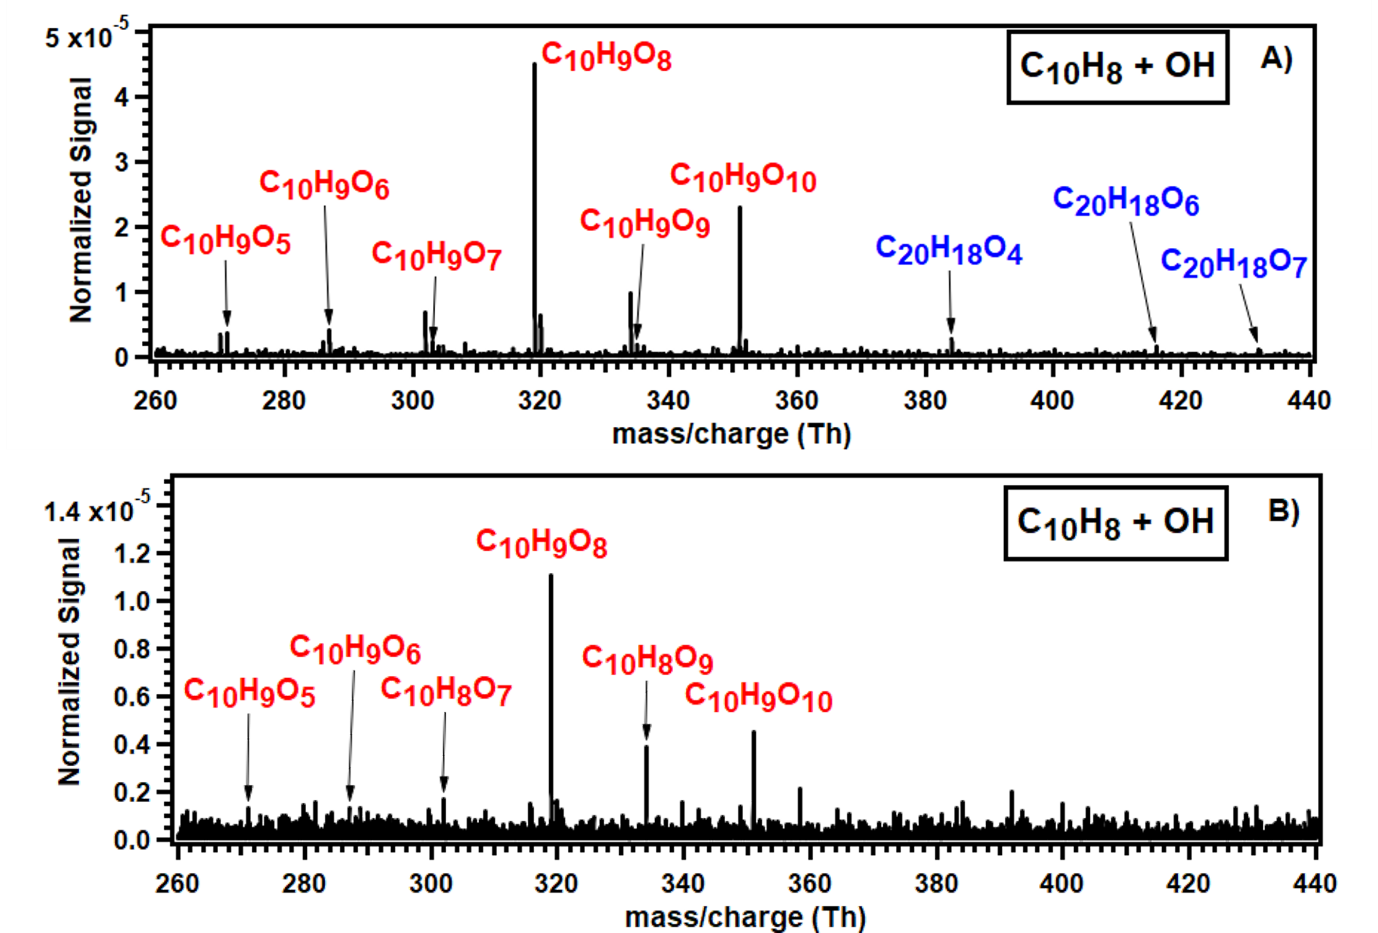 5 x10⁻⁵
C₁₀H₉O₈
C₁₀H₈ + OH
A)
4
3
C₁₀H₉O₆
C₁₀H₉O₁₀
C₂₀H₁₈O₆
2
C₁₀H₉O₅
C₁₀H₉O₇
C₁₀H₉O₉
C₂₀H₁₈O₄
C₂₀H₁₈O₇
1
0
Normalized Signal
260 280 300 320 340 360 380 400 420 440
mass/charge (Th)
1.4 x10⁻⁵
C₁₀H₈ + OH
B)
1.2
C₁₀H₉O₈
1.0
0.8
C₁₀H₉O₆
C₁₀H₈O₉
0.6
C₁₀H₉O₅
C₁₀H₈O₇
C₁₀H₉O₁₀
0.4
0.2
0.0
Normalized Signal
260 280 300 320 340 360 380 400 420 440
mass/charge (Th)